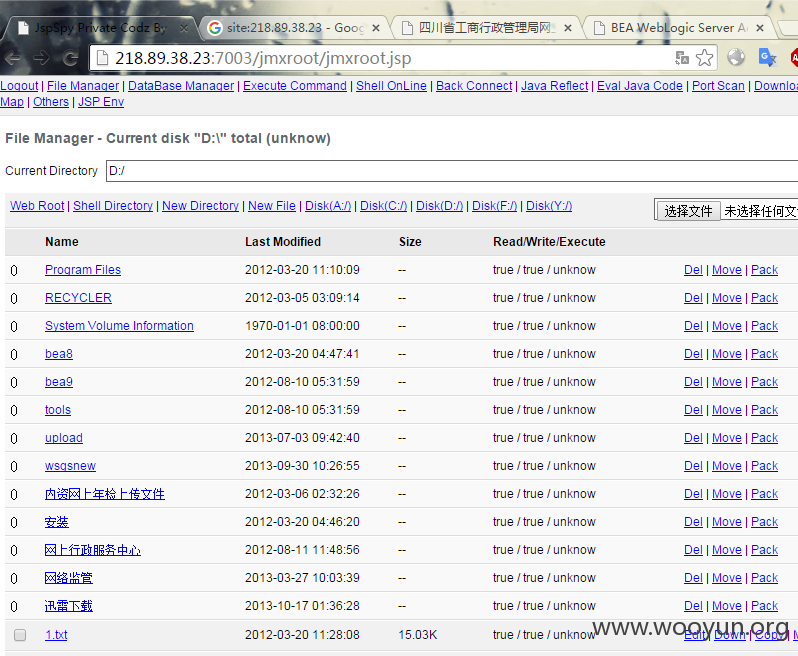 JspSpy Private Codz By
site:218.89.38.23 - Goog
四川省工商行政管理局网
BEA WebLogic Server A
218.89.38.23:7003/jmxroot/jmxroot.jsp
Logout | File Manager | DataBase Manager | Execute Command | Shell OnLine | Back Connect | Java Reflect | Eval Java Code | Port Scan | Downloa
Map | Others | JSP Env
File Manager - Current disk "D:\" total (unknow)
Current Directory D:/
Web Root | Shell Directory | New Directory | New File | Disk(A:/) | Disk(C:/) | Disk(D:/) | Disk(F:/) | Disk(Y:/) 选择文件 未选择任何文
Name Last Modified Size Read/Write/Execute
0 Program Files 2012-03-20 11:10:09 -- true / true / unknow Del | Move | Pack
0 RECYCLER 2012-03-05 03:09:14 -- true / true / unknow Del | Move | Pack
0 System Volume Information 1970-01-01 08:00:00 -- true / true / unknow Del | Move | Pack
0 bea8 2012-03-20 04:47:41 -- true / true / unknow Del | Move | Pack
0 bea9 2012-08-10 05:31:59 -- true / true / unknow Del | Move | Pack
0 tools 2012-08-10 05:31:59 -- true / true / unknow Del | Move | Pack
0 upload 2013-07-03 09:42:40 -- true / true / unknow Del | Move | Pack
0 wsgsnew 2013-09-30 10:26:55 -- true / true / unknow Del | Move | Pack
0 内资网上年检上传文件 2012-03-06 02:32:26 -- true / true / unknow Del | Move | Pack
0 安装 2012-03-20 04:46:20 -- true / true / unknow Del | Move | Pack
0 网上行政服务中心 2012-08-11 11:48:56 -- true / true / unknow Del | Move | Pack
0 网络监管 2013-03-27 10:03:39 -- true / true / unknow Del | Move | Pack
0 迅雷下载 2013-10-17 01:36:28 -- true / true / unknow Del | Move | Pack
1.txt 2012-03-20 11:28:08 15.03K true / true / unknow Edit | Down | Copy | M
www.wooyun.org